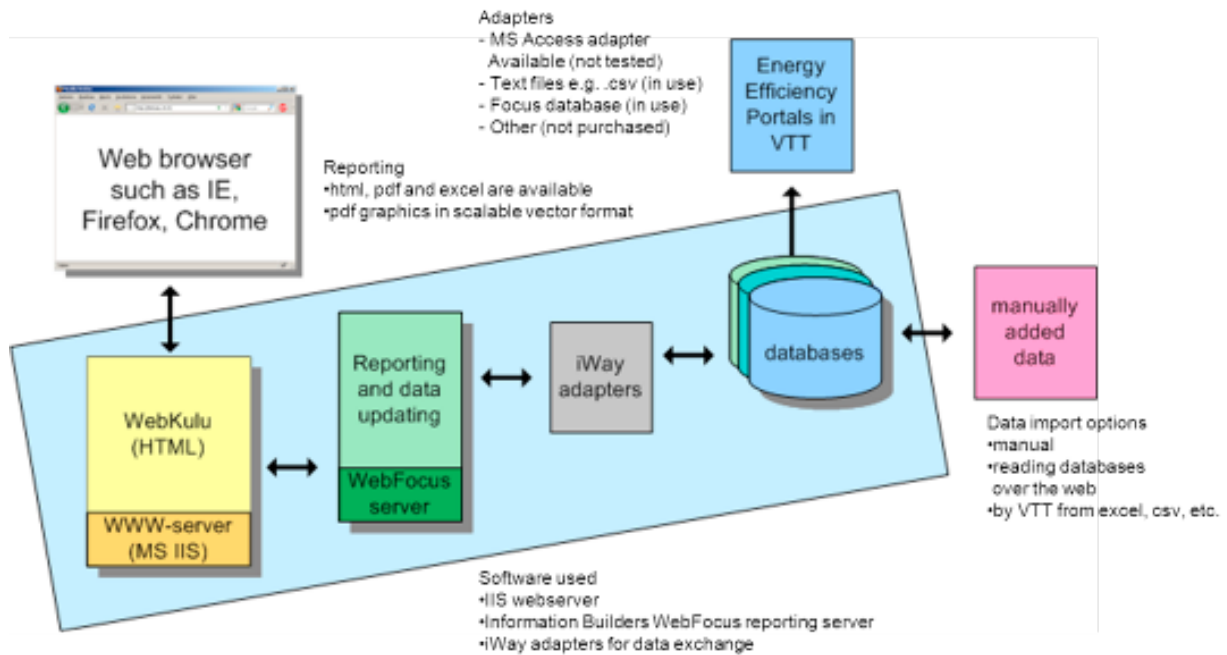 Adapters
- MS Access adapter
Available (not tested)
- Text files e.g. .csv (in use)
- Focus database (in use)
- Other (not purchased)
Energy
Efficiency
Portals in
VTT
Web browser
such as IE,
Firefox, Chrome
Reporting
•html, pdf and excel are available
•pdf graphics in scalable vector format
WebKulu
(HTML)
WWW-server
(MS IIS)
Reporting
and data
updating
WebFocus
server
iWay
adapters
databases
manually
added
data
Data import options
•manual
•reading databases
over the web
•by VTT from excel, csv, etc.
Software used
•IIS webserver
•Information Builders WebFocus reporting server
•iWay adapters for data exchange